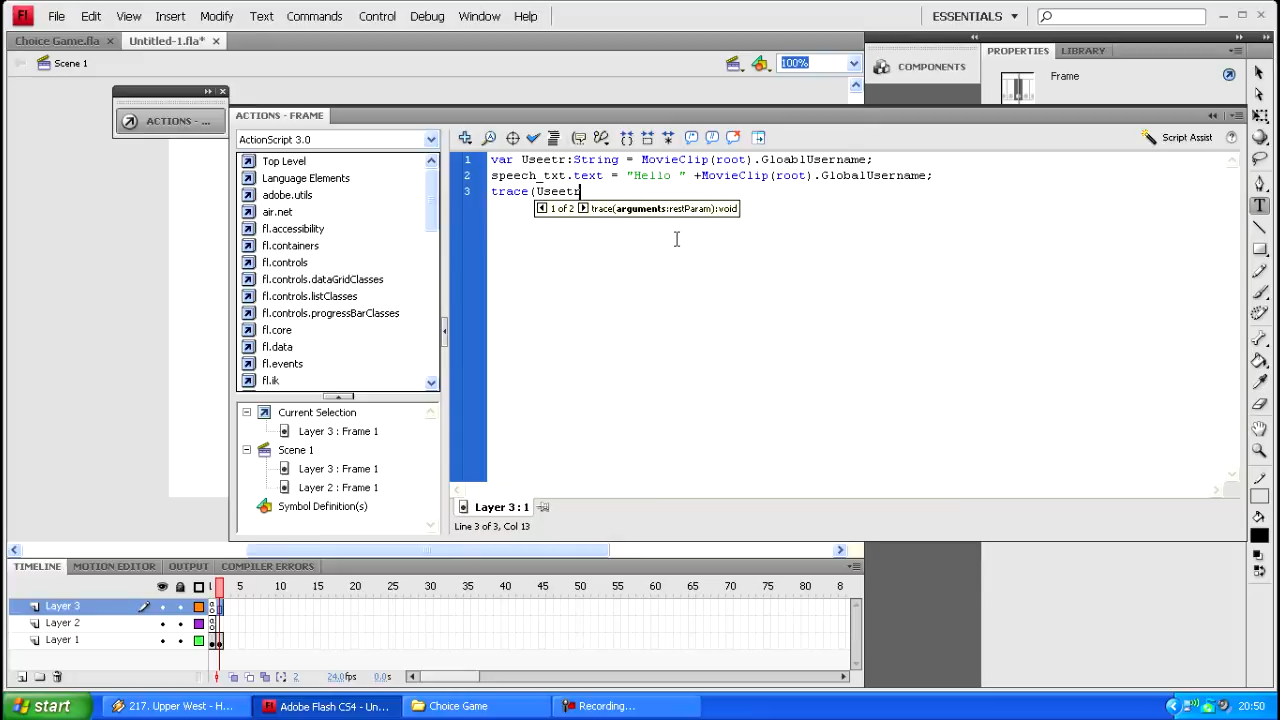 Fl File Edit View Insert Modify Text Commands Control Debug Window Help ESSENTIALS
Choice Game.fla Untitled-1.fla*
Scene 1 100%
COMPONENTS
PROPERTIES LIBRARY
Frame
ACTIONS - ...
ACTIONS - FRAME
ActionScript 3.0
Script Assist
Top Level
Language Elements
adobe.utils
air.net
fl.accessibility
fl.containers
fl.controls
fl.controls.dataGridClasses
fl.controls.listClasses
fl.controls.progressBarClasses
fl.core
fl.data
fl.events
fl.ik
1 var Useetr:String = MovieClip(root).GloablUsername;
2 speech_txt.text = "Hello " +MovieClip(root).GlobalUsername;
3 trace(Useetr
1 of 2 trace(arguments:restParam):void
Current Selection
Layer 3 : Frame 1
Scene 1
Layer 3 : Frame 1
Layer 2 : Frame 1
Symbol Definition(s)
Layer 3 : 1
Line 3 of 3, Col 13
TIMELINE MOTION EDITOR OUTPUT COMPILER ERRORS
5 10 15 20 25 30 35 40 45 50 55 60 65 70 75 80 8
Layer 3
Layer 2
Layer 1
2 24.0fps 0.0s
start 217. Upper West - H... Adobe Flash CS4 - Un... Choice Game Recording... 20:50